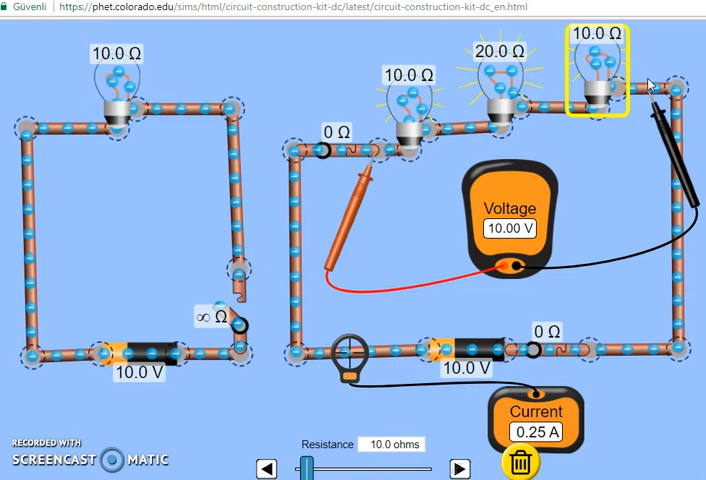 Güvenli
https://phet.colorado.edu/sims/html/circuit-construction-kit-dc/latest/circuit-construction-kit-dc_en.html
10.0 Ω
10.0 Ω
20.0 Ω
10.0 Ω
0 Ω
Voltage
10.00 V
∞ Ω
0 Ω
10.0 V
10.0 V
Current
0.25 A
RECORDED WITH
SCREENCAST MATIC
Resistance 10.0 ohms